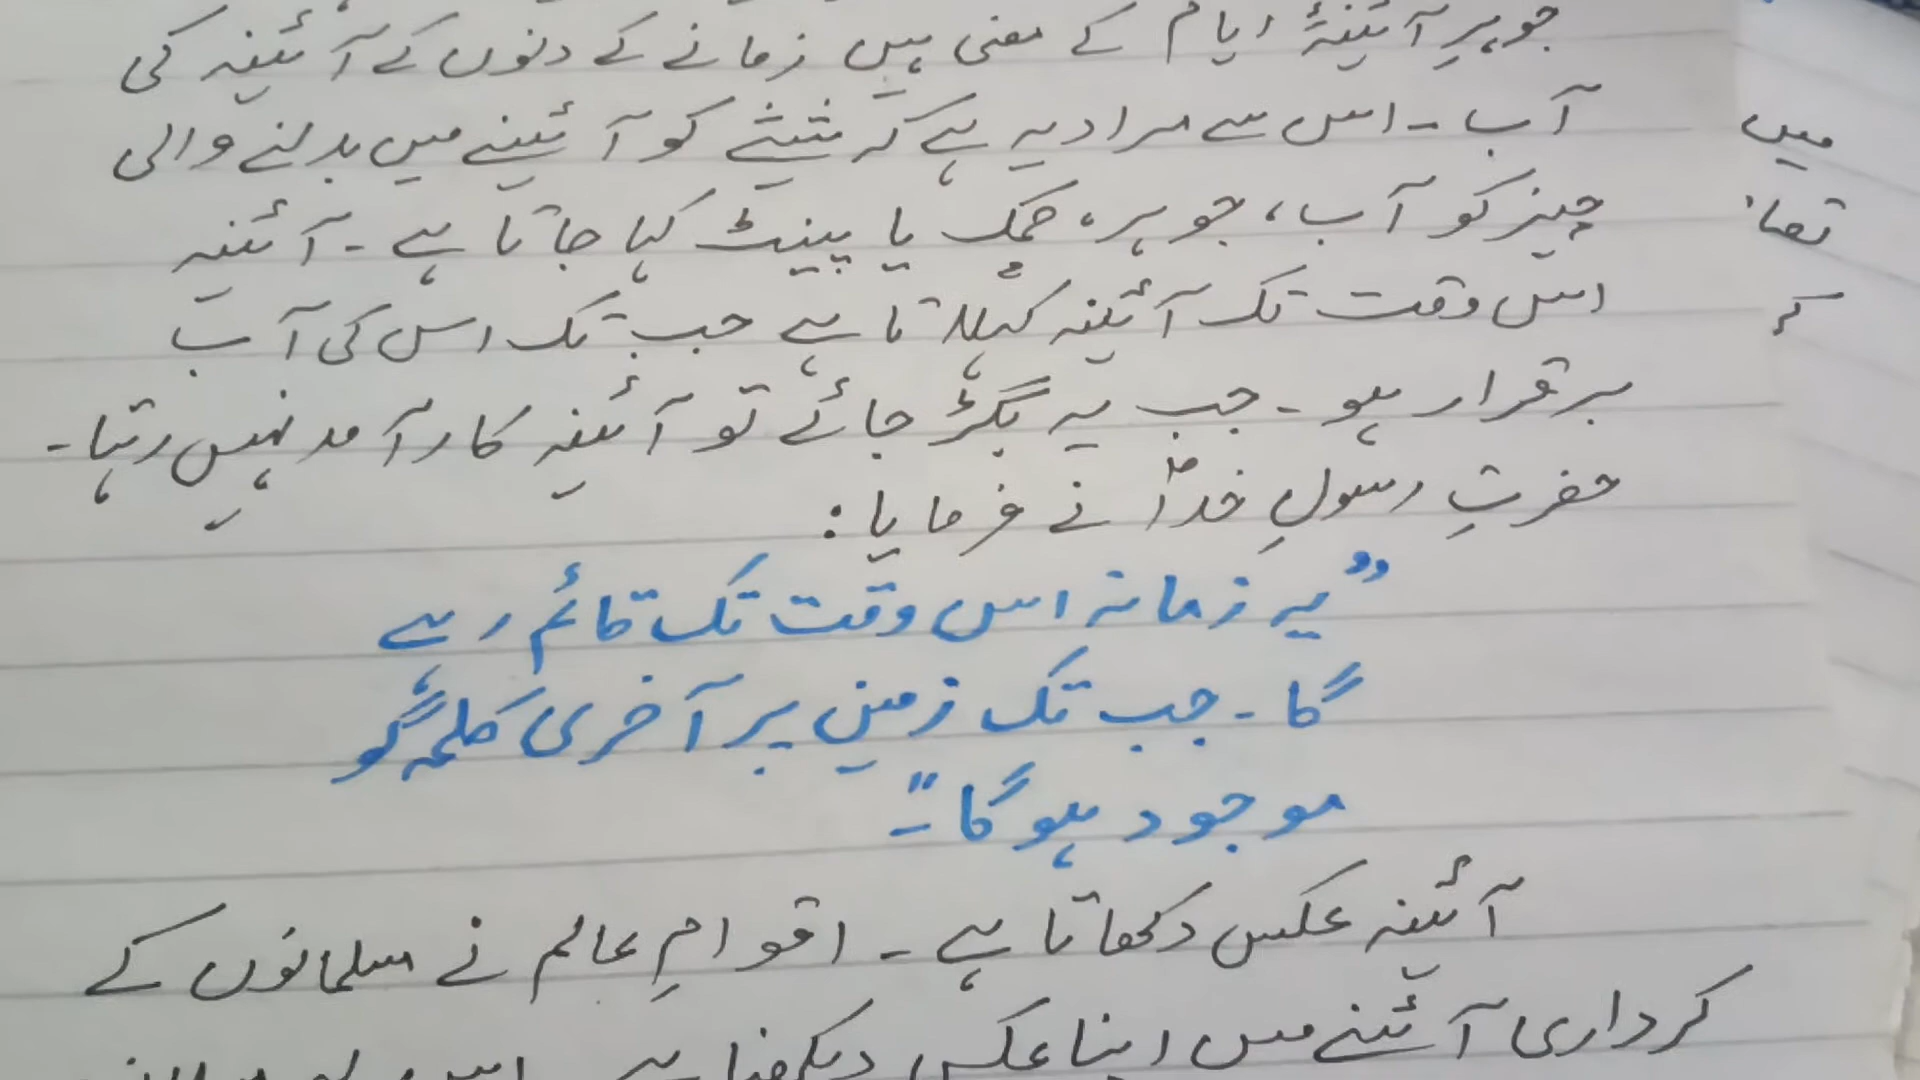 جوہرِ آئینۂ ایام کے معنی ہیں زمانے کے دنوں کے آئینہ کی
آب ۔ اس سے مراد یہ ہے کہ شیشے کو آئینے میں بدلنے والی
چیز کو آب، جوہر، چمک یا پینٹ کہا جاتا ہے ۔ آئینہ
اس وقت تک آئینہ کہلاتا ہے جب تک اس کی آب
برقرار ہو ۔ جب یہ بگڑ جائے تو آئینہ کارآمد نہیں رہتا ۔
حضرتِ رسولِ خداؐ نے فرمایا :
"یہ زمانہ اس وقت تک قائم رہے
گا ۔ جب تک زمین پر آخری کلمہ گو
موجود ہو گا ۔"
آئینہ عکس دکھاتا ہے ۔ اقوامِ عالم نے مسلمانوں کے
کرداری آئینے میں اپنا عکس دیکھنا ہے
میں
تھا
کہ